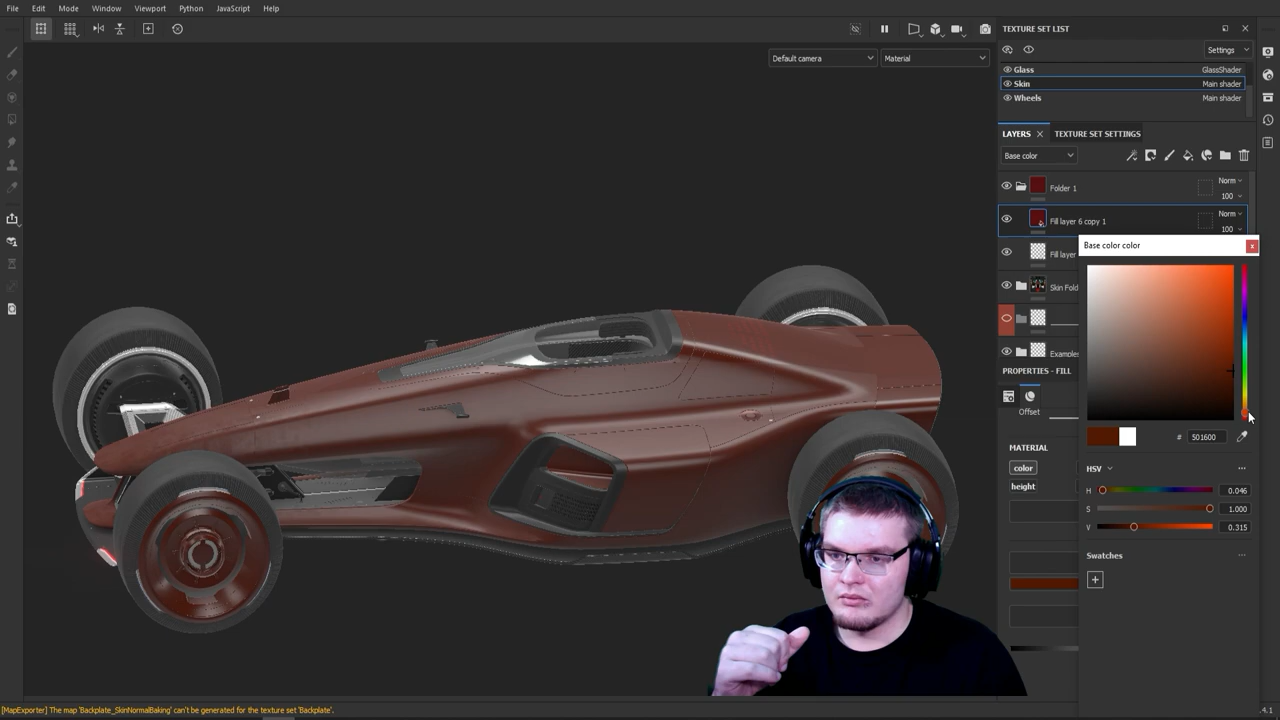 File Edit Mode Window Viewport Python JavaScript Help
TEXTURE SET LIST
Settings
Default camera Material
Glass GlassShader
Skin Main shader
Wheels Main shader
LAYERS TEXTURE SET SETTINGS
Base color
Folder 1 Norm
100
Fill layer 6 copy 1 Norm
100
Base color color
Fill layer
Skin Fold
Examples
PROPERTIES - FILL
Offset
# 501600
MATERIAL
color
height
HSV
H 0.046
S 1.000
V 0.315
Swatches
[MapExporter] The map 'Backplate_SkinNormalBaking' can't be generated for the texture set 'Backplate'.
.4.1